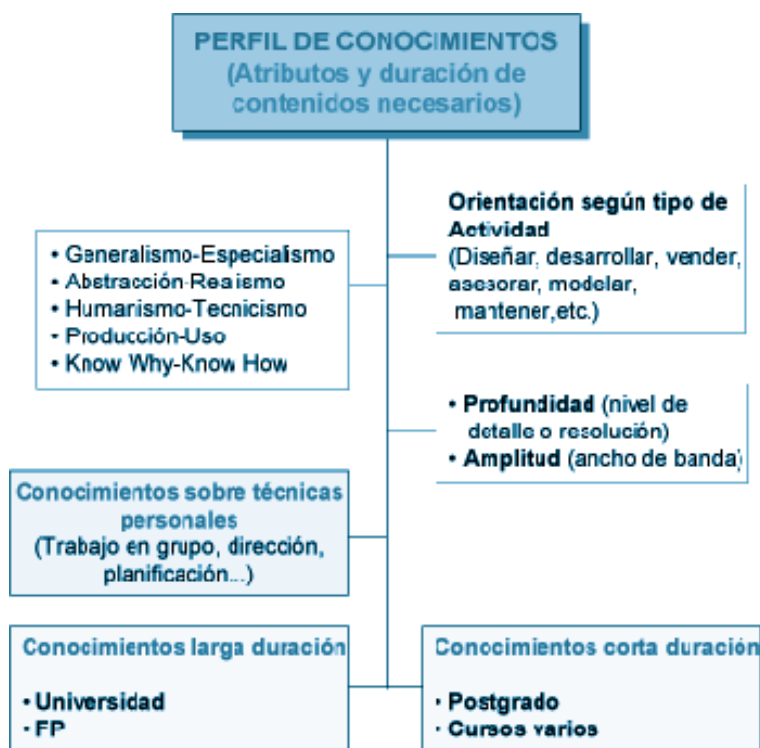 PERFIL DE CONOCIMIENTOS
(Atributos y duración de
contenidos necesarios)
Orientación según tipo de
Actividad
(Diseñar, desarrollar, vender,
asesorar, modelar,
mantener,etc.)
• Generalismo-Especialismo
• Abstracción-Realismo
• Humanismo-Tecnicismo
• Producción-Uso
• Know Why-Know How
• Profundidad (nivel de
detalle o resolución)
• Amplitud (ancho de banda)
Conocimientos sobre técnicas
personales
(Trabajo en grupo, dirección,
planificación...)
Conocimientos larga duración
• Universidad
• FP
Conocimientos corta duración
• Postgrado
• Cursos varios